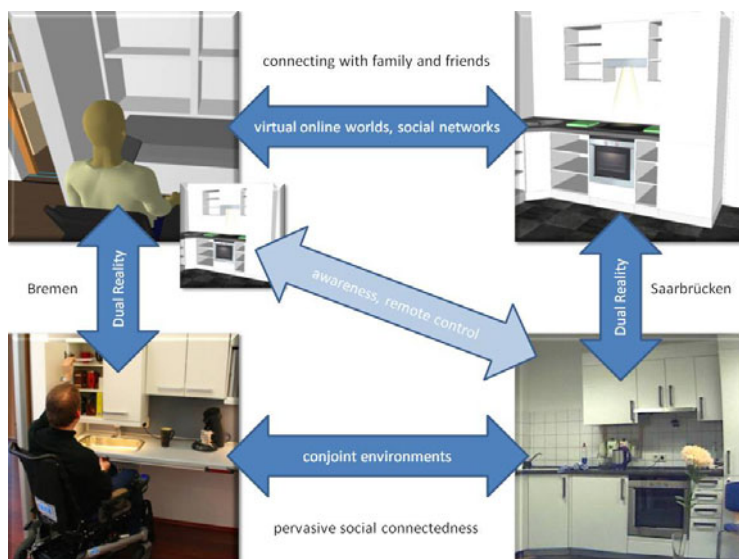 connecting with family and friends
virtual online worlds, social networks
Bremen
Dual Reality
awareness, remote control
Dual Reality
Saarbrücken
conjoint environments
pervasive social connectedness